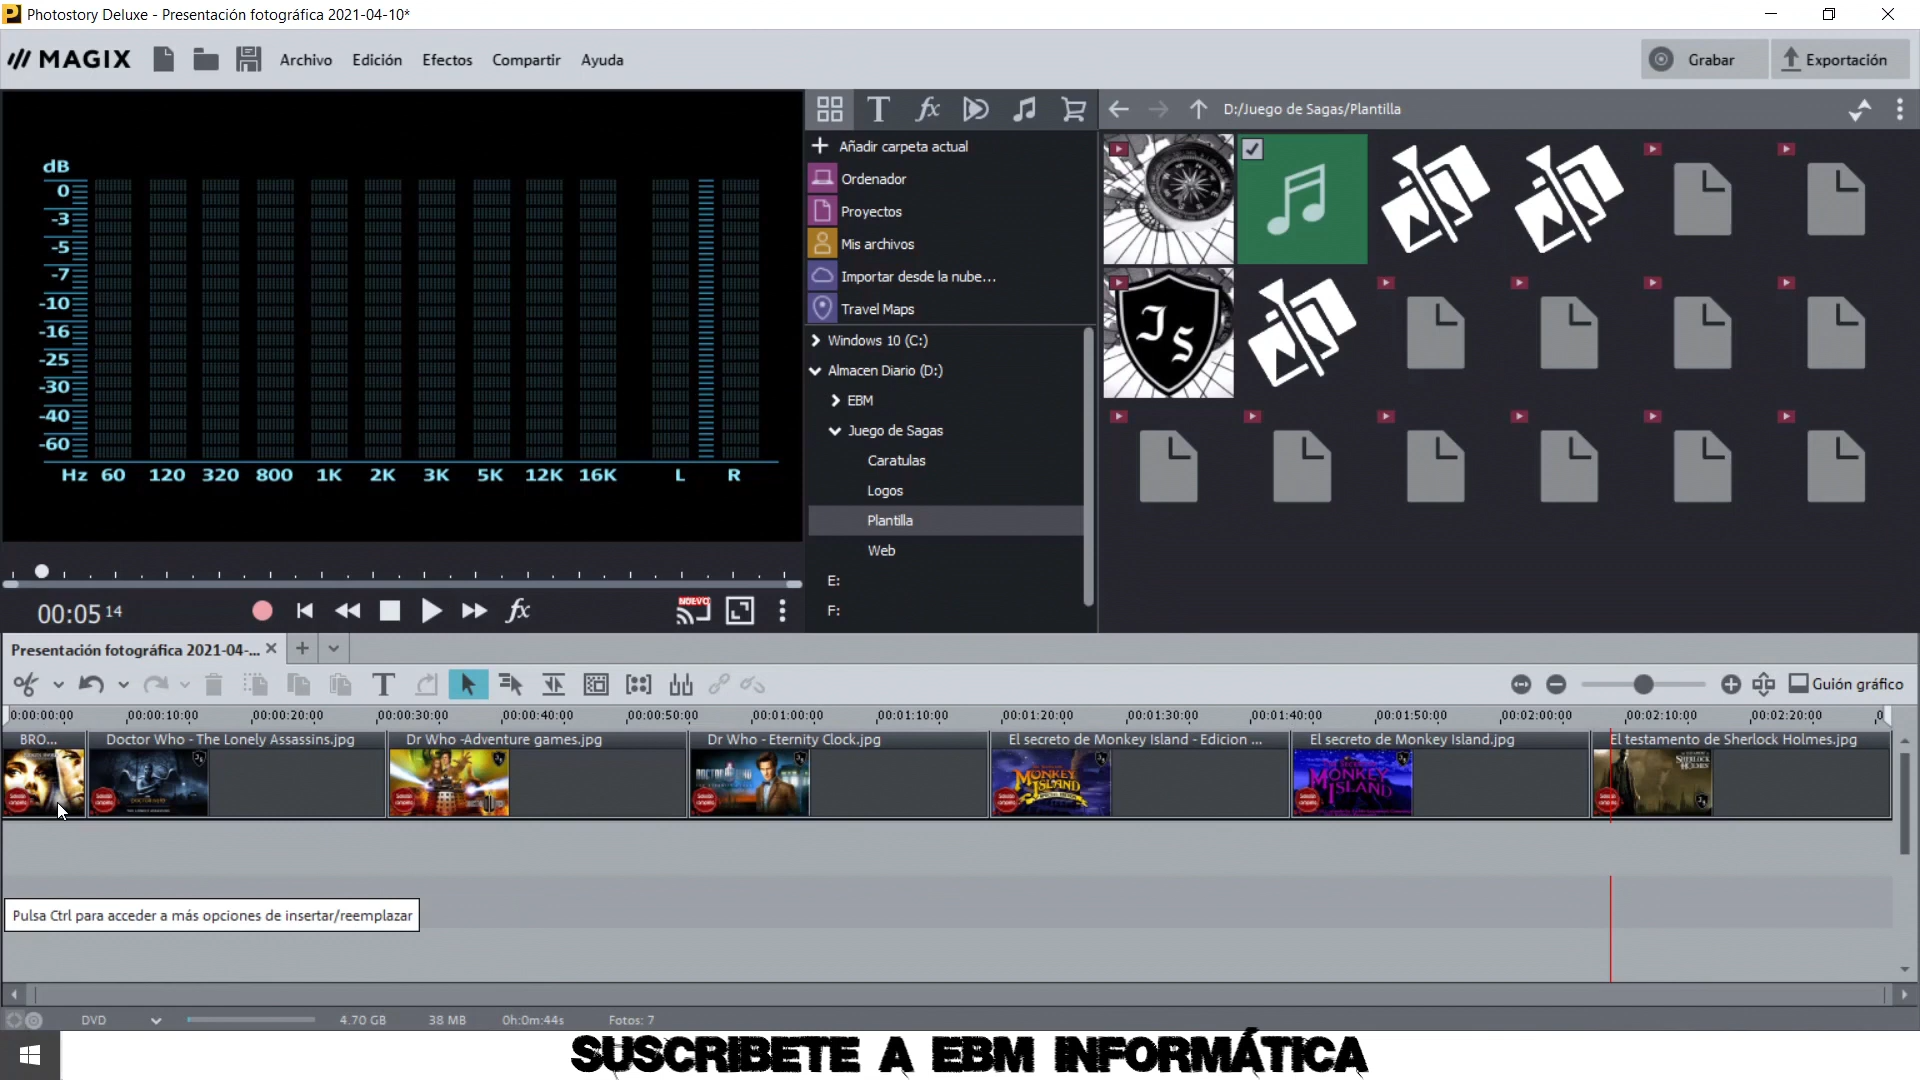 Photostory Deluxe - Presentación fotográfica 2021-04-10*
MAGIX
Archivo
Edición
Efectos
Compartir
Ayuda
Grabar
Exportación
D:/Juego de Sagas/Plantilla
dB
0
-3
-5
-7
-10
-16
-25
-30
-40
-60
Hz 60 120 320 800 1K 2K 3K 5K 12K 16K L R
Añadir carpeta actual
Ordenador
Proyectos
Mis archivos
Importar desde la nube...
Travel Maps
Windows 10 (C:)
Almacen Diario (D:)
EBM
Juego de Sagas
Caratulas
Logos
Plantilla
Web
E:
F:
00:05 14
NUEVO
Presentación fotográfica 2021-04-...
Guión gráfico
0:00:00:00 ,00:00:10:00 ,00:00:20:00 ,00:00:30:00 ,00:00:40:00 ,00:00:50:00 ,00:01:00:00 ,00:01:10:00 ,00:01:20:00 ,00:01:30:00 ,00:01:40:00 ,00:01:50:00 ,00:02:00:00 ,00:02:10:00 ,00:02:20:00
BRO...
Doctor Who - The Lonely Assassins.jpg
Dr Who -Adventure games.jpg
Dr Who - Eternity Clock.jpg
El secreto de Monkey Island - Edicion ...
El secreto de Monkey Island.jpg
El testamento de Sherlock Holmes.jpg
MONKEY
ISLAND
MONKEY
ISLAND
SHERLOCK
Pulsa Ctrl para acceder a más opciones de insertar/reemplazar
DVD
4.70 GB
38 MB
0h:0m:44s
Fotos: 7
SUSCRIBETE A EBM INFORMÁTICA